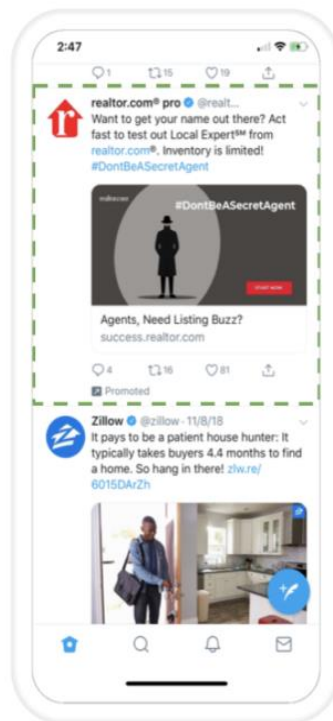 2:47
1 15 19
realtor.com® pro @realt...
Want to get your name out there? Act
fast to test out Local Expert℠ from
realtor.com®. Inventory is limited!
#DontBeASecretAgent
#DontBeASecretAgent
START NOW
Agents, Need Listing Buzz?
success.realtor.com
4 16 81
Promoted
Zillow @zillow · 11/8/18
It pays to be a patient house hunter: It
typically takes buyers 4.4 months to find
a home. So hang in there! zlw.re/
6015DArZh